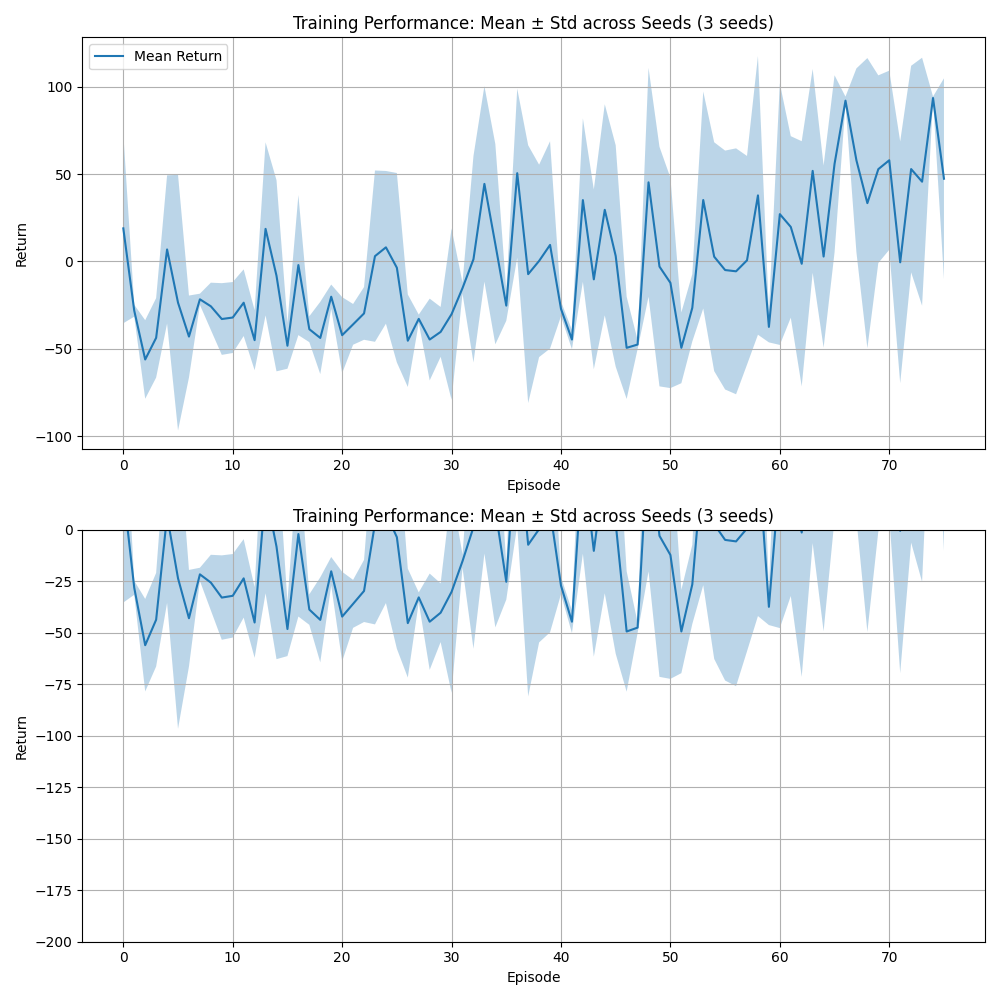 Training Performance: Mean ± Std across Seeds (3 seeds)
Mean Return
100
50
0
−50
−100
Return
0 10 20 30 40 50 60 70
Episode
Training Performance: Mean ± Std across Seeds (3 seeds)
0
−25
−50
−75
−100
−125
−150
−175
−200
Return
0 10 20 30 40 50 60 70
Episode